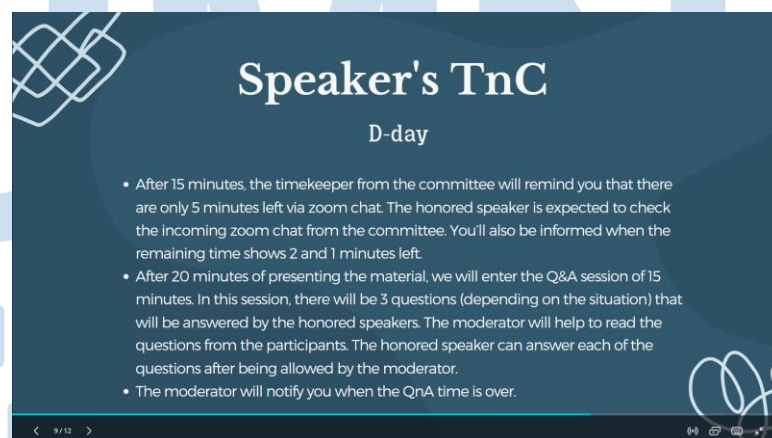 Speaker's TnC
D-day
• After 15 minutes, the timekeeper from the committee will remind you that there
are only 5 minutes left via zoom chat. The honored speaker is expected to check
the incoming zoom chat from the committee. You'll also be informed when the
remaining time shows 2 and 1 minutes left.
• After 20 minutes of presenting the material, we will enter the Q&A session of 15
minutes. In this session, there will be 3 questions (depending on the situation) that
will be answered by the honored speakers. The moderator will help to read the
questions from the participants. The honored speaker can answer each of the
questions after being allowed by the moderator.
• The moderator will notify you when the QnA time is over.
9/12